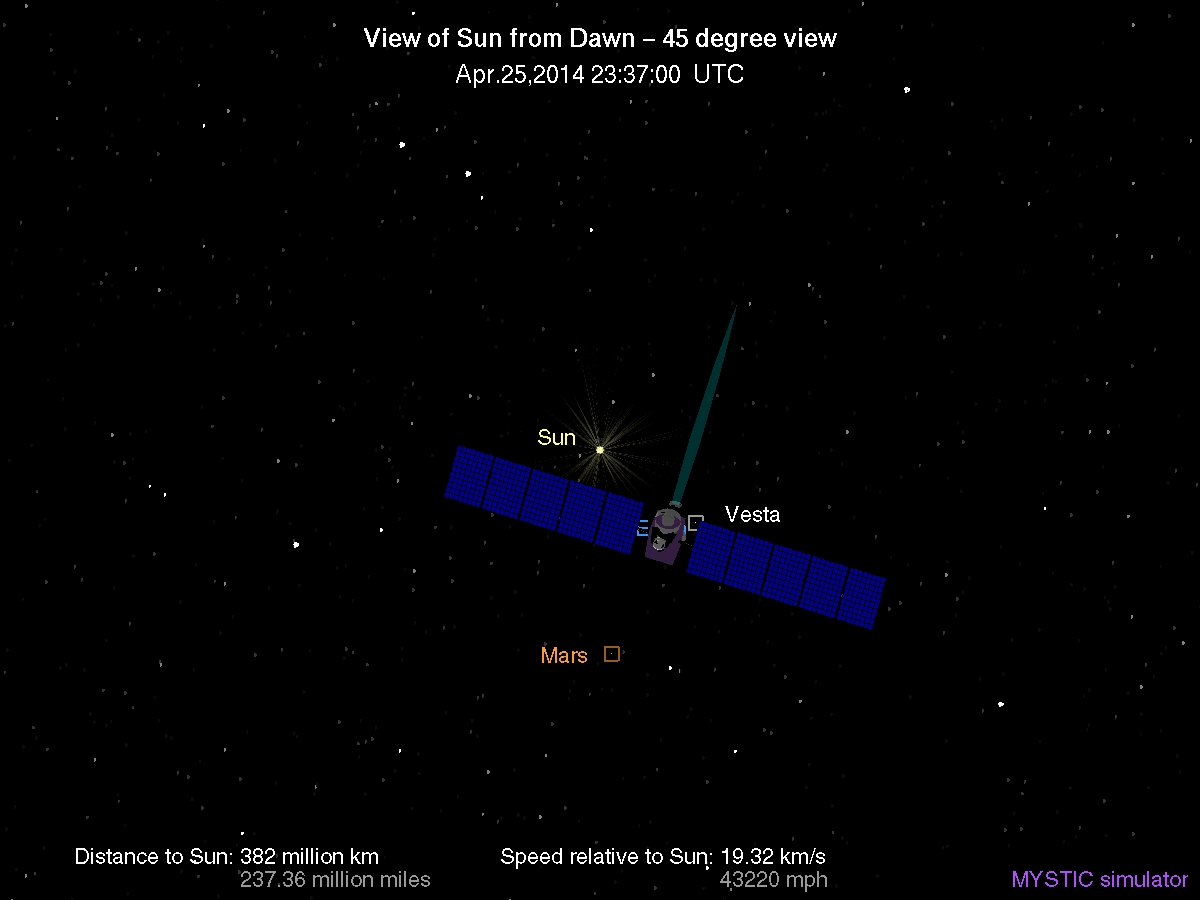 View of Sun from Dawn – 45 degree view
Apr.25,2014 23:37:00 UTC
Sun
Vesta
Mars
Distance to Sun: 382 million km
237.36 million miles
Speed relative to Sun: 19.32 km/s
43220 mph
MYSTIC simulator